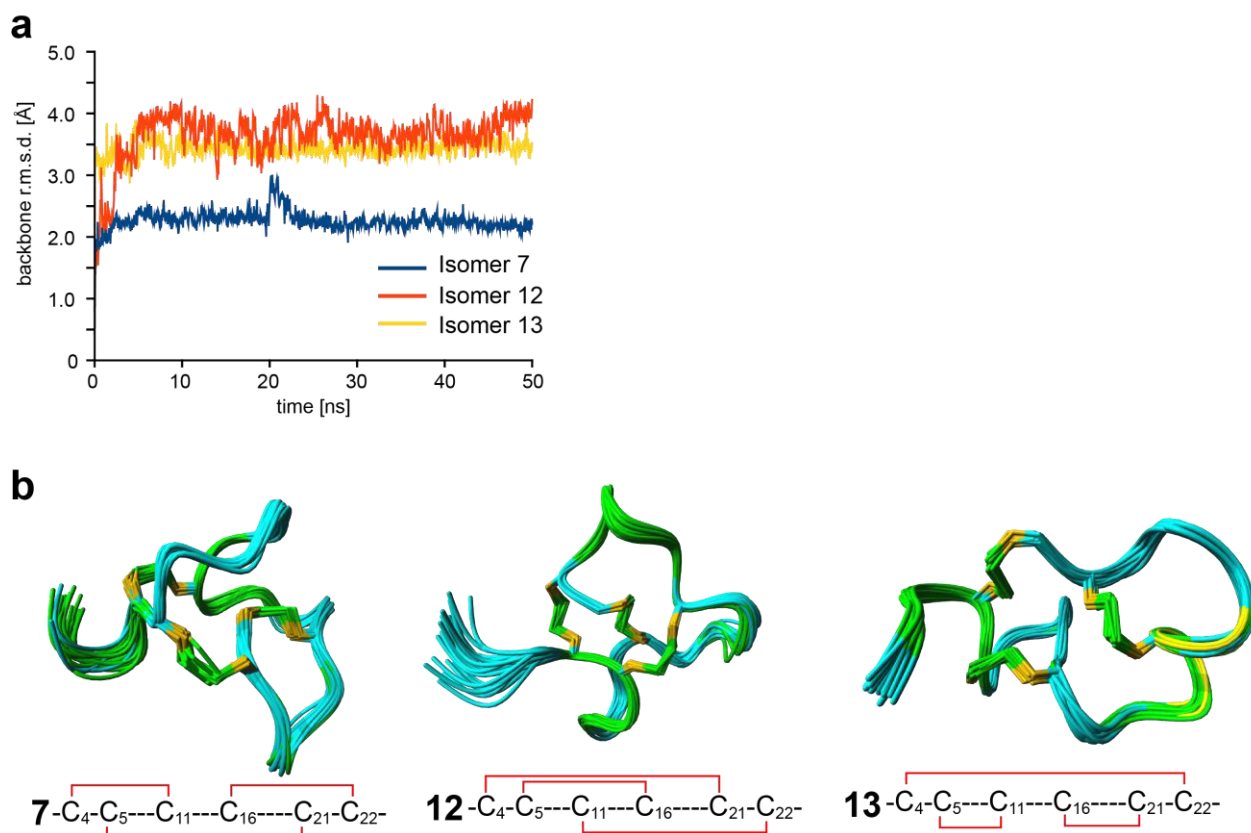 a
5.0
4.0
3.0
2.0
1.0
0
backbone r.m.s.d. [Å]
Isomer 7
Isomer 12
Isomer 13
0 10 20 30 40 50
time [ns]
b
7 -C4-C5----C11----C16----C21-C22-
12 -C4-C5----C11----C16----C21-C22-
13 -C4-C5----C11----C16----C21-C22-